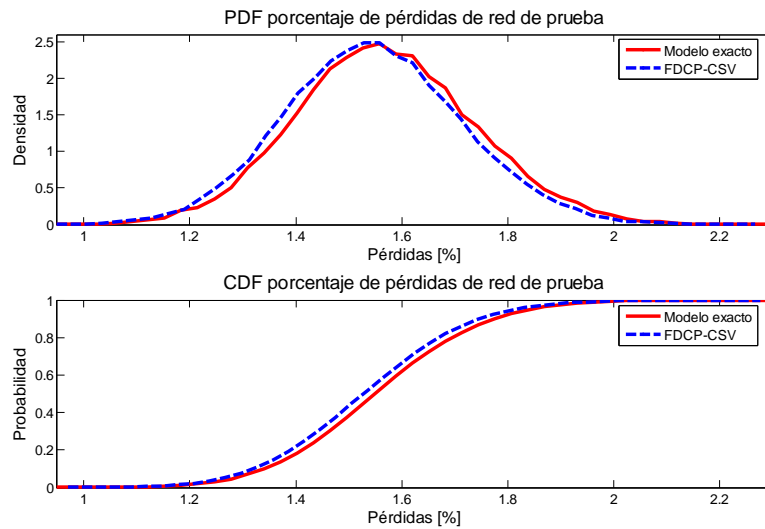 PDF porcentaje de pérdidas de red de prueba
2.5
2
1.5
1
0.5
0
Densidad
Modelo exacto
FDCP-CSV
1 1.2 1.4 1.6 1.8 2 2.2
Pérdidas [%]
CDF porcentaje de pérdidas de red de prueba
1
0.8
0.6
0.4
0.2
0
Probabilidad
Modelo exacto
FDCP-CSV
1 1.2 1.4 1.6 1.8 2 2.2
Pérdidas [%]